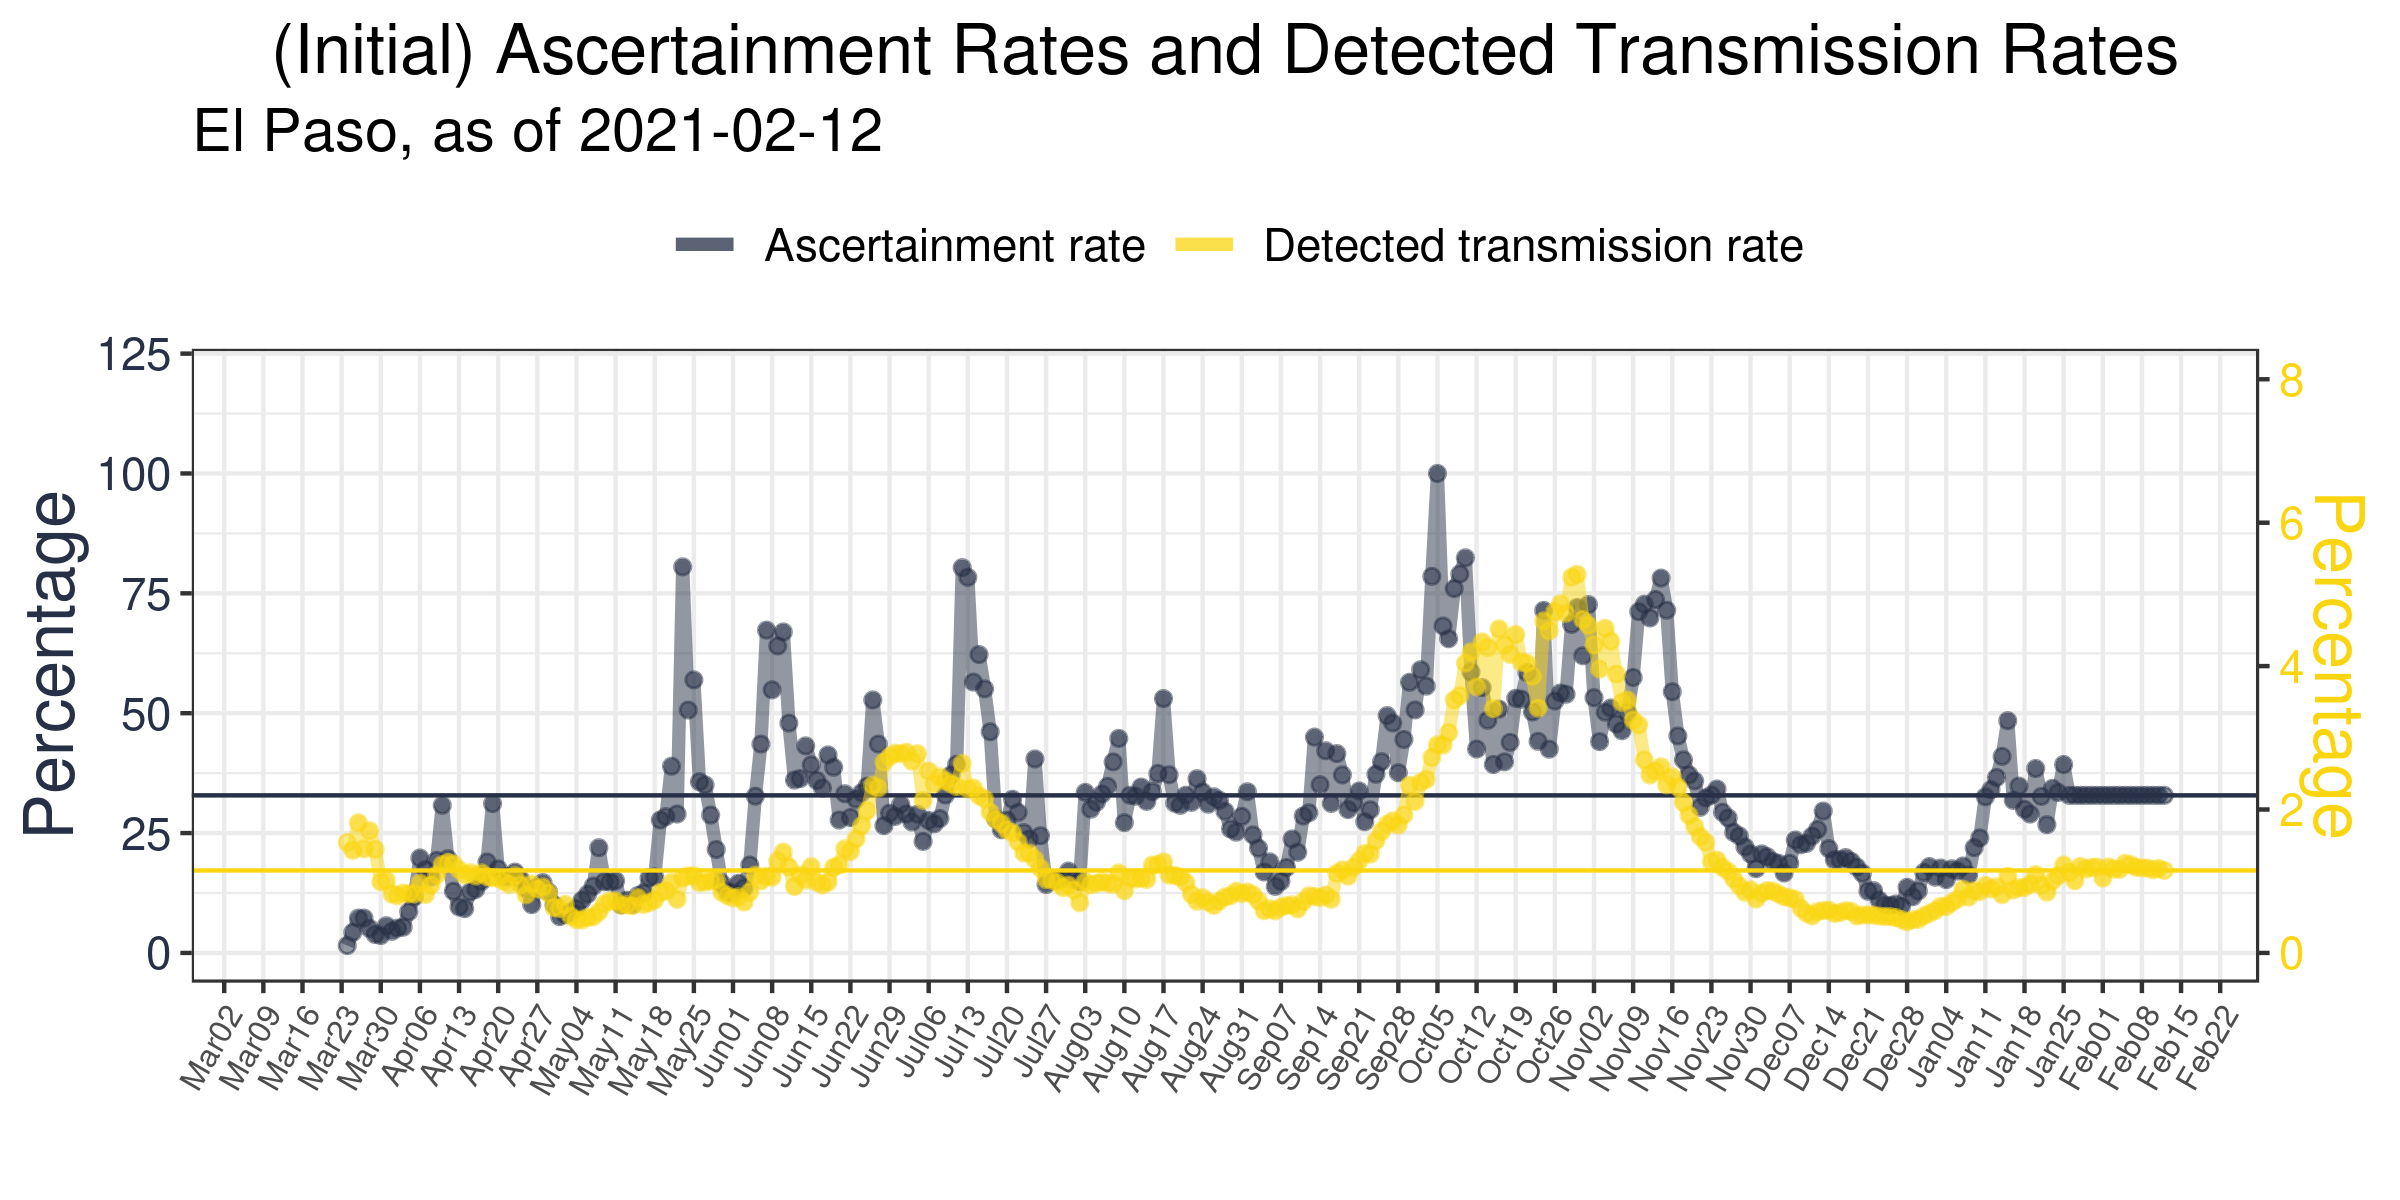 (Initial) Ascertainment Rates and Detected Transmission Rates
El Paso, as of 2021-02-12
Ascertainment rate
Detected transmission rate
Percentage
125
100
75
50
25
0
8
6
4
2
0
Percentage
Mar02
Mar09
Mar16
Mar23
Mar30
Apr06
Apr13
Apr20
Apr27
May04
May11
May18
May25
Jun01
Jun08
Jun15
Jun22
Jun29
Jul06
Jul13
Jul20
Jul27
Aug03
Aug10
Aug17
Aug24
Aug31
Sep07
Sep14
Sep21
Sep28
Oct05
Oct12
Oct19
Oct26
Nov02
Nov09
Nov16
Nov23
Nov30
Dec07
Dec14
Dec21
Dec28
Jan04
Jan11
Jan18
Jan25
Feb01
Feb08
Feb15
Feb22